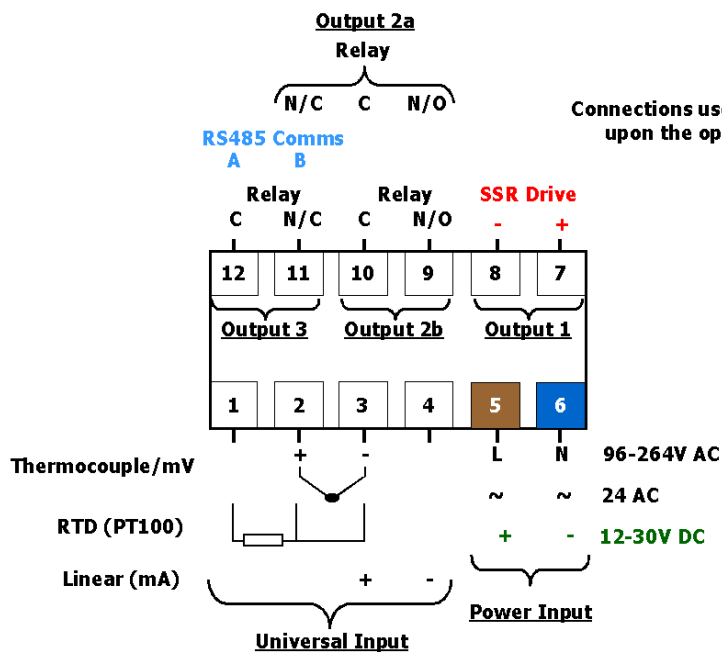 Output 2a
Relay
N/C C N/O
Connections us
upon the op
RS485 Comms
A B
Relay Relay SSR Drive
C N/C C N/O - +
12 11 10 9 8 7
Output 3 Output 2b Output 1
1 2 3 4 5 6
+ - L N 96-264V AC
Thermocouple/mV
~ ~ 24 AC
RTD (PT100) + - 12-30V DC
Linear (mA) + -
Power Input
Universal Input